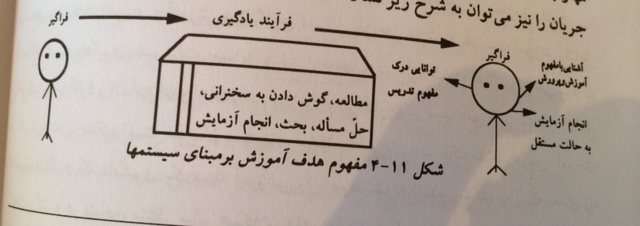 جریان را نیز می‌توان به شرح زیر
فراگیر
فرآیند یادگیری
مطالعه، گوش دادن به سخنرانی،
حلّ مسأله، بحث، انجام آزمایش
فراگیر
توانایی درک
مفهوم تدریس
آشنایی با مفهوم
آموزش و پرورش
انجام آزمایش
به حالت مستقل
شکل ۱۱-۴ مفهوم هدف آموزش برمبنای سیستمها